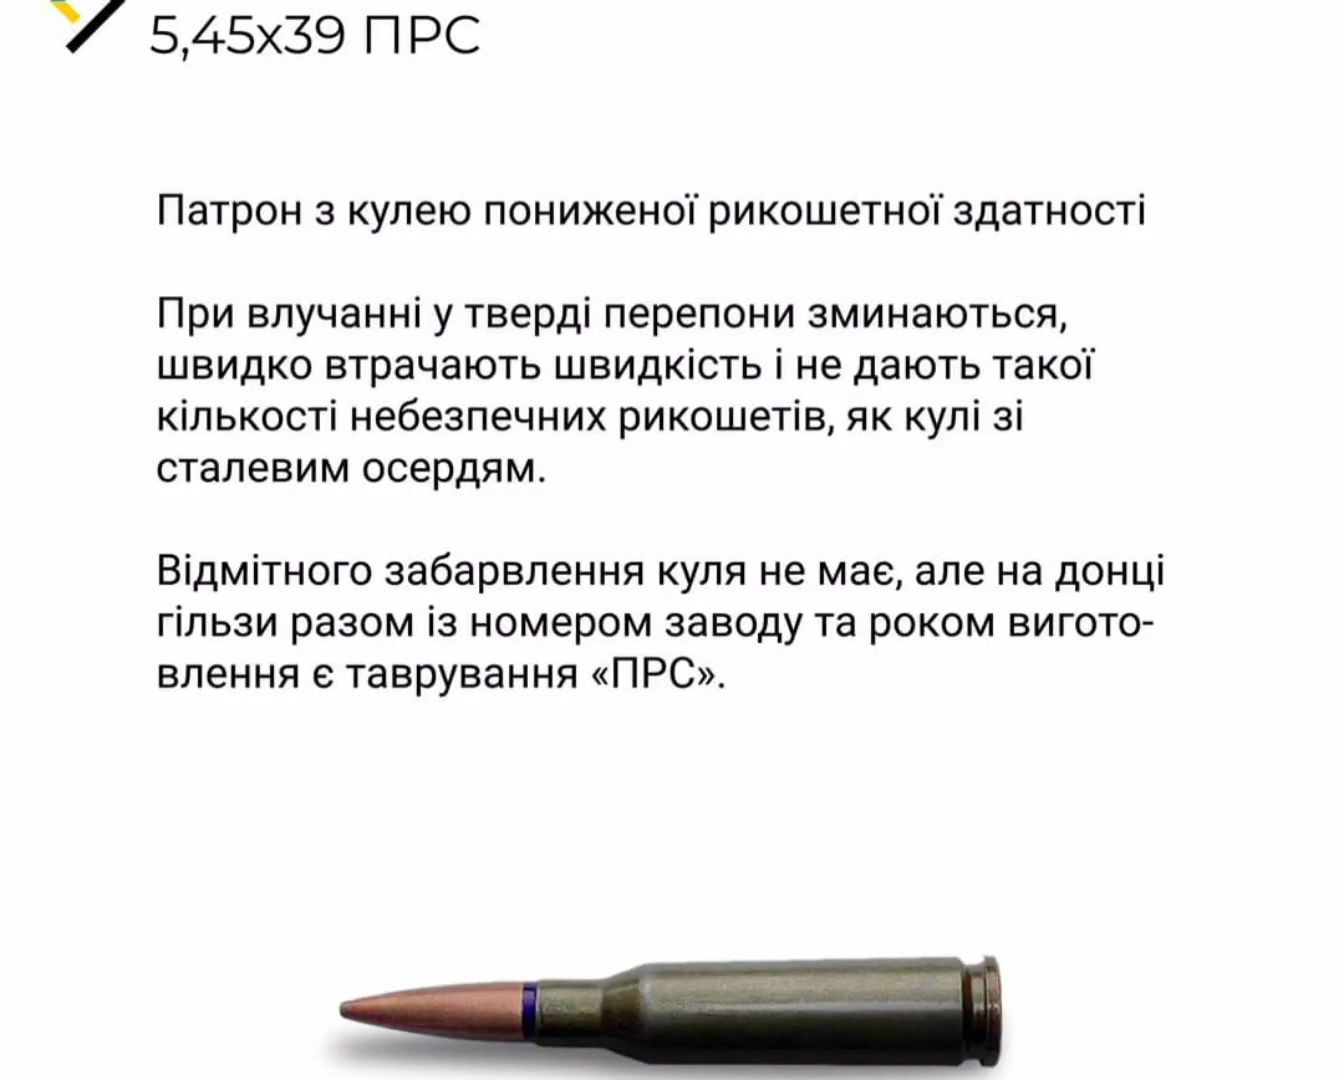 5,45х39 ПРС
Патрон з кулею пониженої рикошетної здатності
При влучанні у тверді перепони зминаються,
швидко втрачають швидкість і не дають такої
кількості небезпечних рикошетів, як кулі зі
сталевим осердям.
Відмітного забарвлення куля не має, але на донці
гільзи разом із номером заводу та роком вигото-
влення є таврування «ПРС».